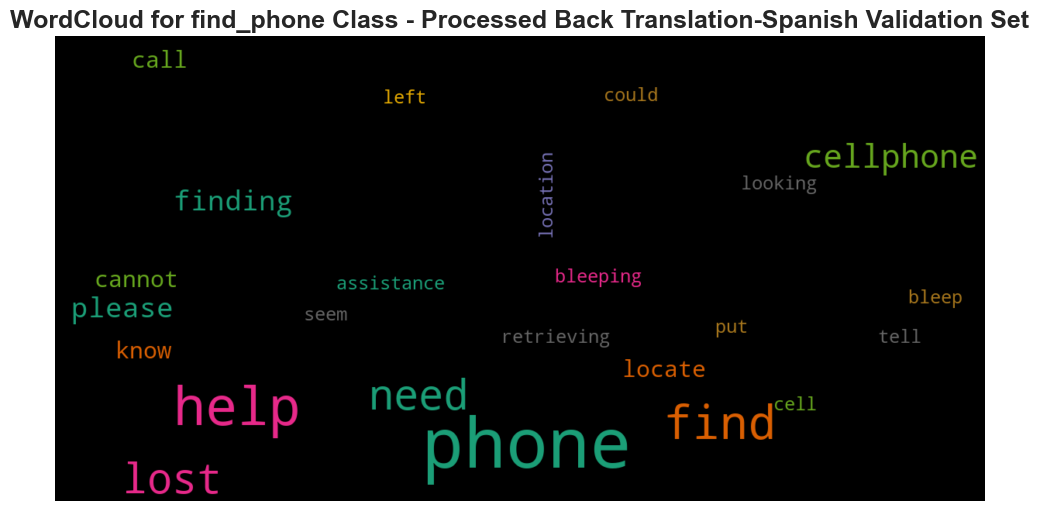 WordCloud for find_phone Class - Processed Back Translation-Spanish Validation Set
call
left
could
cellphone
location
looking
finding
cannot
assistance
bleeping
please
bleep
seem
put
retrieving
tell
know
locate
help
need
find
cell
phone
lost